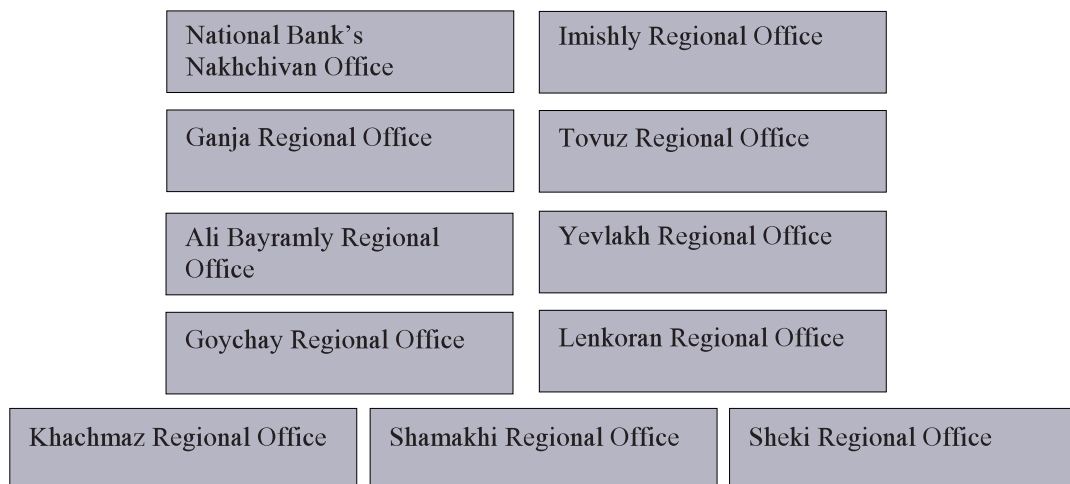 National Bank’s
Nakhchivan Office
Imishly Regional Office
Ganja Regional Office
Tovuz Regional Office
Ali Bayramly Regional
Office
Yevlakh Regional Office
Goychay Regional Office
Lenkoran Regional Office
Khachmaz Regional Office
Shamakhi Regional Office
Sheki Regional Office